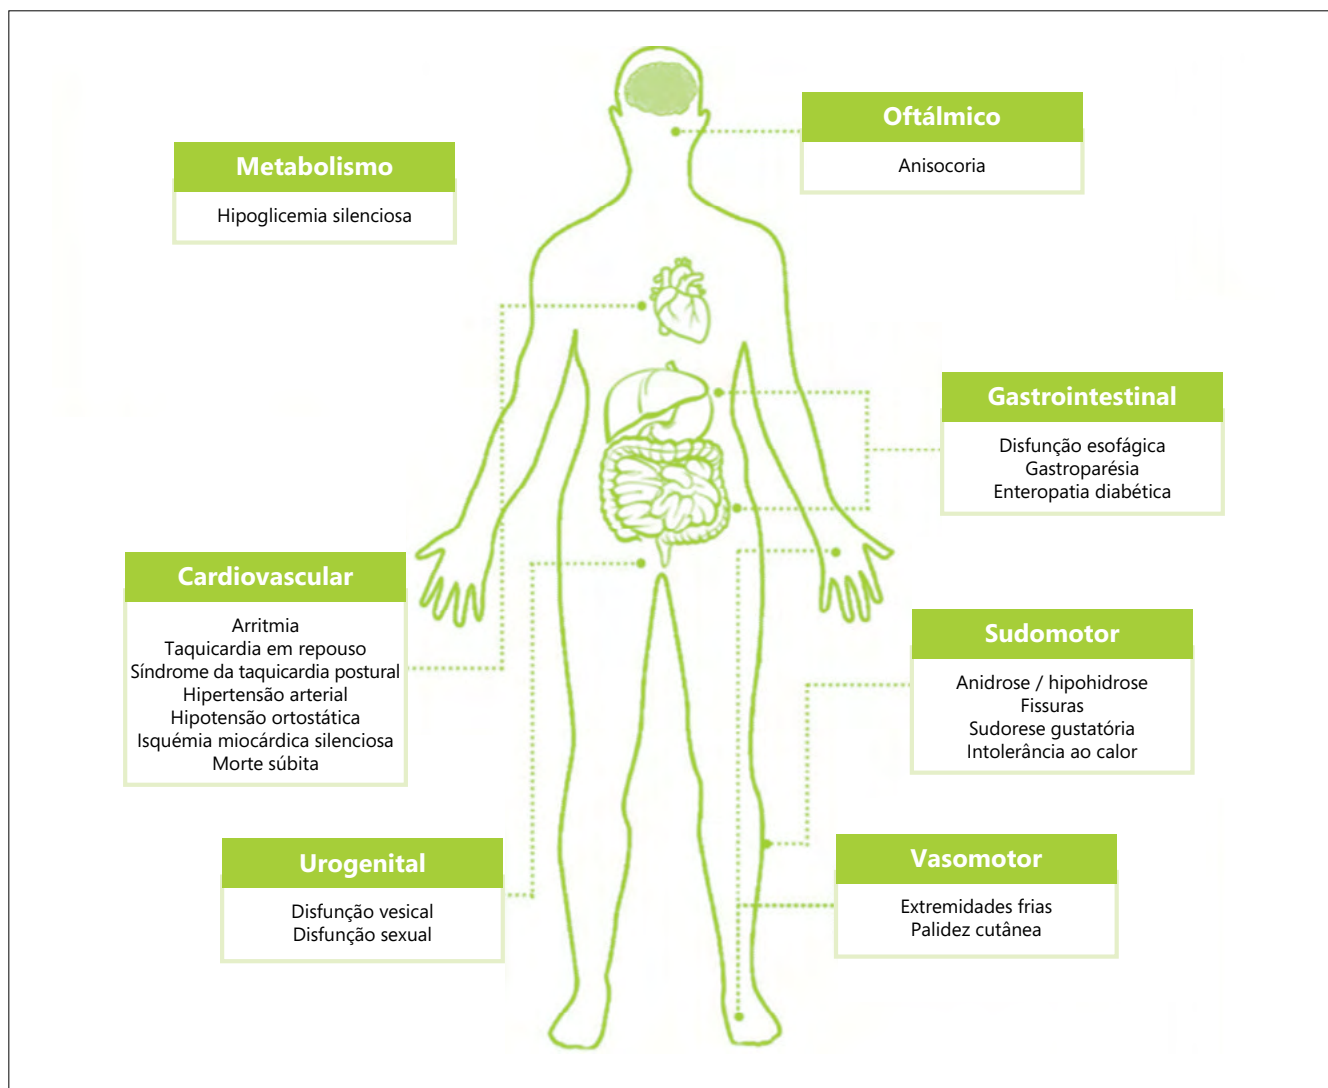 Oftálmico
Anisocoria
Metabolismo
Hipoglicemia silenciosa
Gastrointestinal
Disfunção esofágica
Gastroparésia
Enteropatia diabética
Cardiovascular
Arritmia
Taquicardia em repouso
Síndrome da taquicardia postural
Hipertensão arterial
Hipotensão ortostática
Isquémia miocárdica silenciosa
Morte súbita
Sudomotor
Anidrose / hipohidrose
Fissuras
Sudorese gustatória
Intolerância ao calor
Urogenital
Disfunção vesical
Disfunção sexual
Vasomotor
Extremidades frias
Palidez cutânea